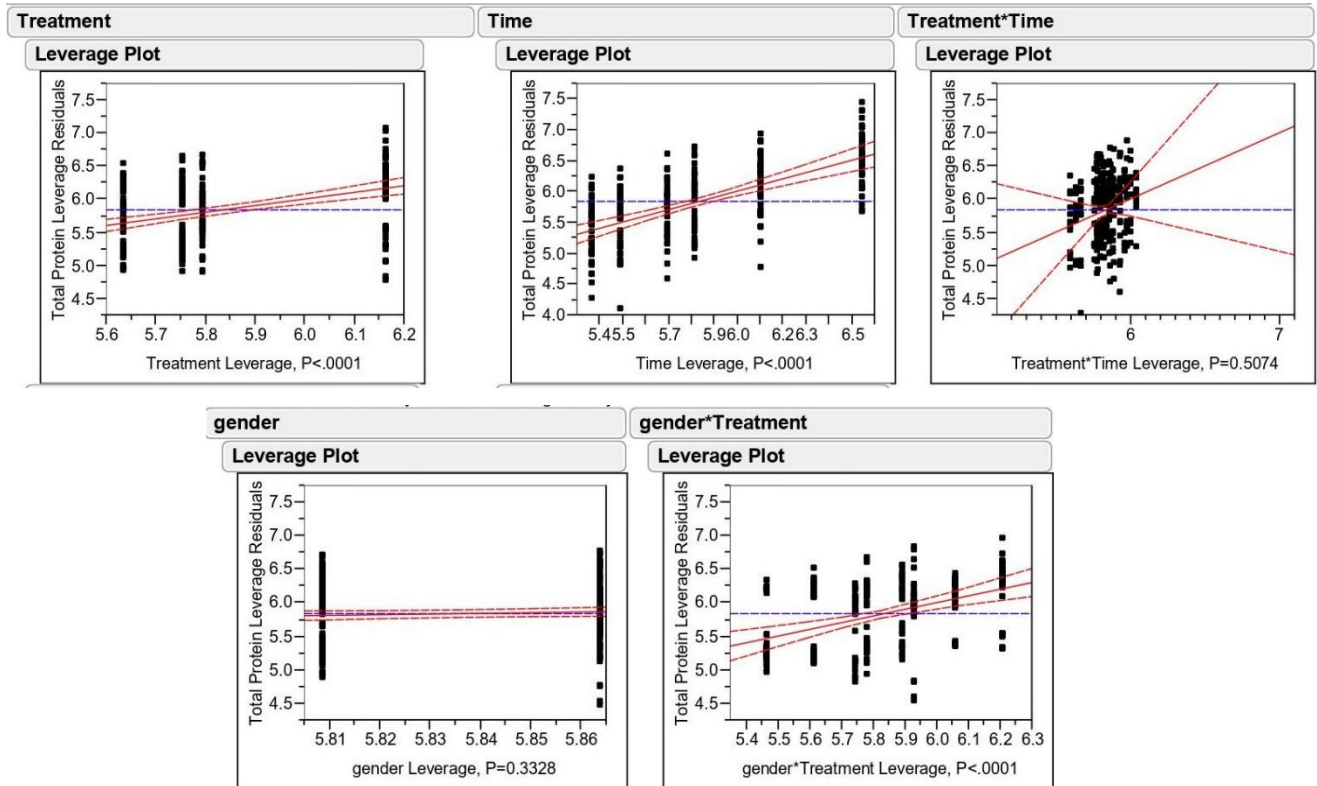 Treatment
Time
Treatment*Time
Leverage Plot
Leverage Plot
Leverage Plot
Total Protein Leverage Residuals
7.5
7.0
6.5
6.0
5.5
5.0
4.5
5.6 5.7 5.8 5.9 6.0 6.1 6.2
Treatment Leverage, P<.0001
Total Protein Leverage Residuals
7.5
7.0
6.5
6.0
5.5
5.0
4.5
4.0
5.45.5 5.7 5.96.0 6.26.3 6.5
Time Leverage, P<.0001
Total Protein Leverage Residuals
7.5
7.0
6.5
6.0
5.5
5.0
4.5
6 7
Treatment*Time Leverage, P=0.5074
gender
gender*Treatment
Leverage Plot
Leverage Plot
Total Protein Leverage Residuals
7.5
7.0
6.5
6.0
5.5
5.0
4.5
5.81 5.82 5.83 5.84 5.85 5.86
gender Leverage, P=0.3328
Total Protein Leverage Residuals
7.5
7.0
6.5
6.0
5.5
5.0
4.5
5.4 5.5 5.6 5.7 5.8 5.9 6.0 6.1 6.2 6.3
gender*Treatment Leverage, P<.0001